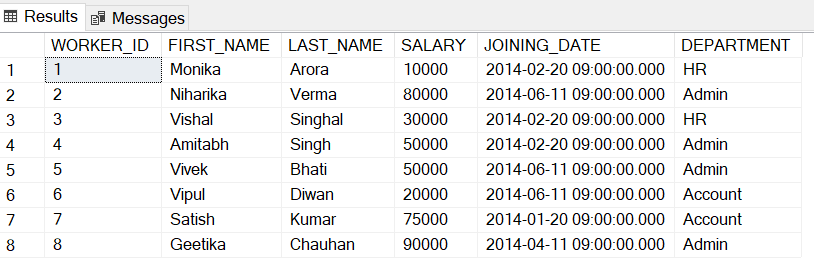 Results Messages
WORKER_ID FIRST_NAME LAST_NAME SALARY JOINING_DATE DEPARTMENT
1 1 Monika Arora 10000 2014-02-20 09:00:00.000 HR
2 2 Niharika Verma 80000 2014-06-11 09:00:00.000 Admin
3 3 Vishal Singhal 30000 2014-02-20 09:00:00.000 HR
4 4 Amitabh Singh 50000 2014-02-20 09:00:00.000 Admin
5 5 Vivek Bhati 50000 2014-06-11 09:00:00.000 Admin
6 6 Vipul Diwan 20000 2014-06-11 09:00:00.000 Account
7 7 Satish Kumar 75000 2014-01-20 09:00:00.000 Account
8 8 Geetika Chauhan 90000 2014-04-11 09:00:00.000 Admin